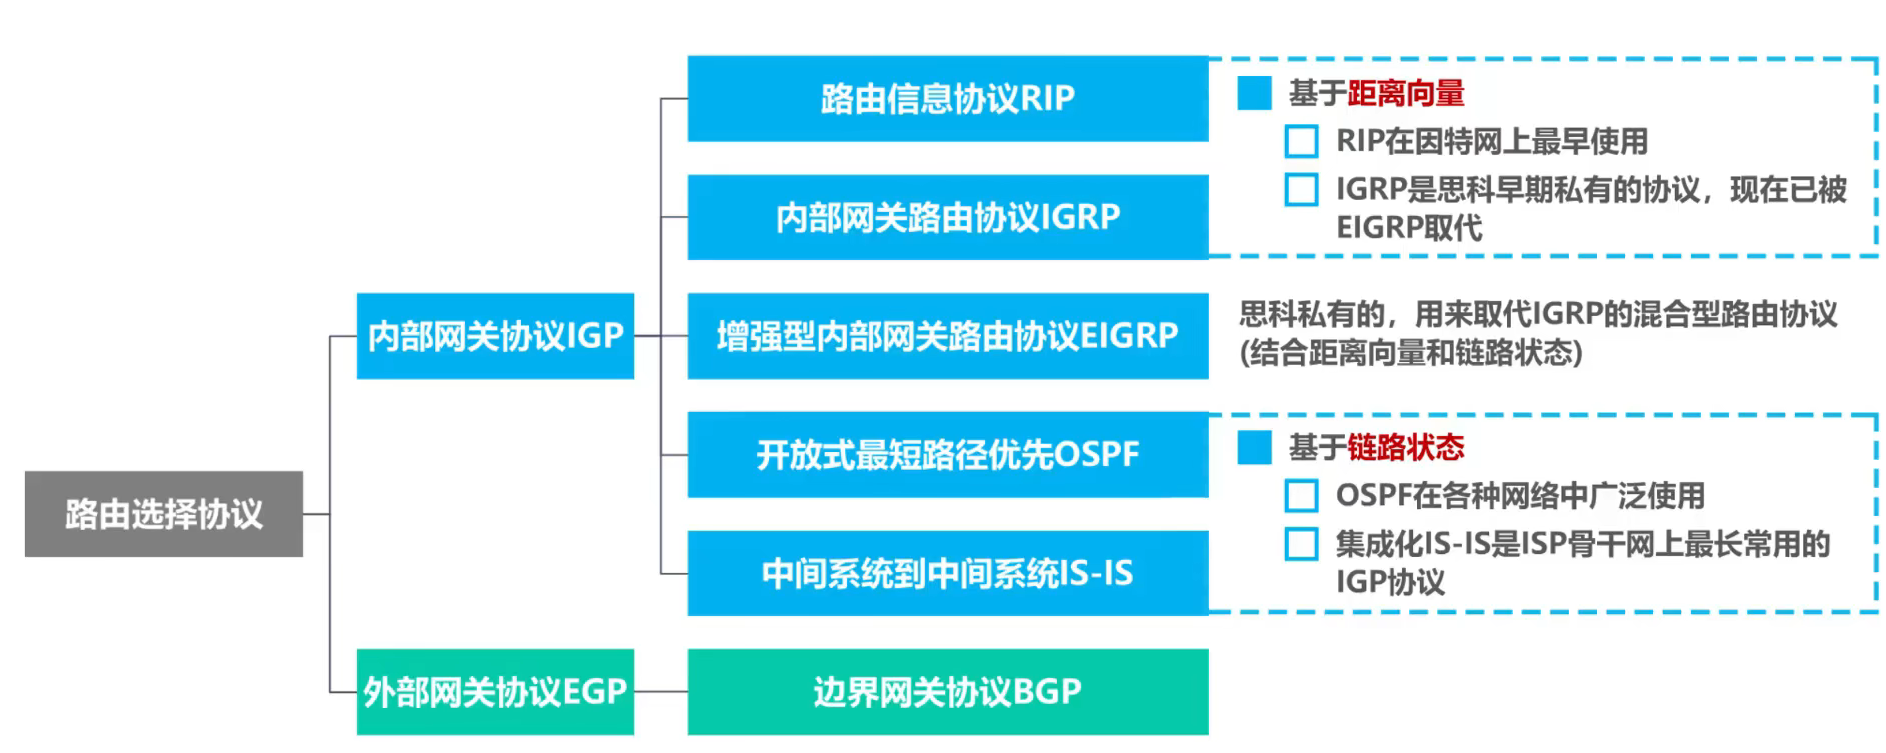 路由信息协议RIP
基于距离向量
RIP在因特网上最早使用
IGRP是思科早期私有的协议，现在已被
EIGRP取代
内部网关路由协议IGRP
内部网关协议IGP
增强型内部网关路由协议EIGRP
思科私有的，用来取代IGRP的混合型路由协议
(结合距离向量和链路状态)
开放式最短路径优先OSPF
基于链路状态
OSPF在各种网络中广泛使用
集成化IS-IS是ISP骨干网上最长常用的
IGP协议
路由选择协议
中间系统到中间系统IS-IS
外部网关协议EGP
边界网关协议BGP